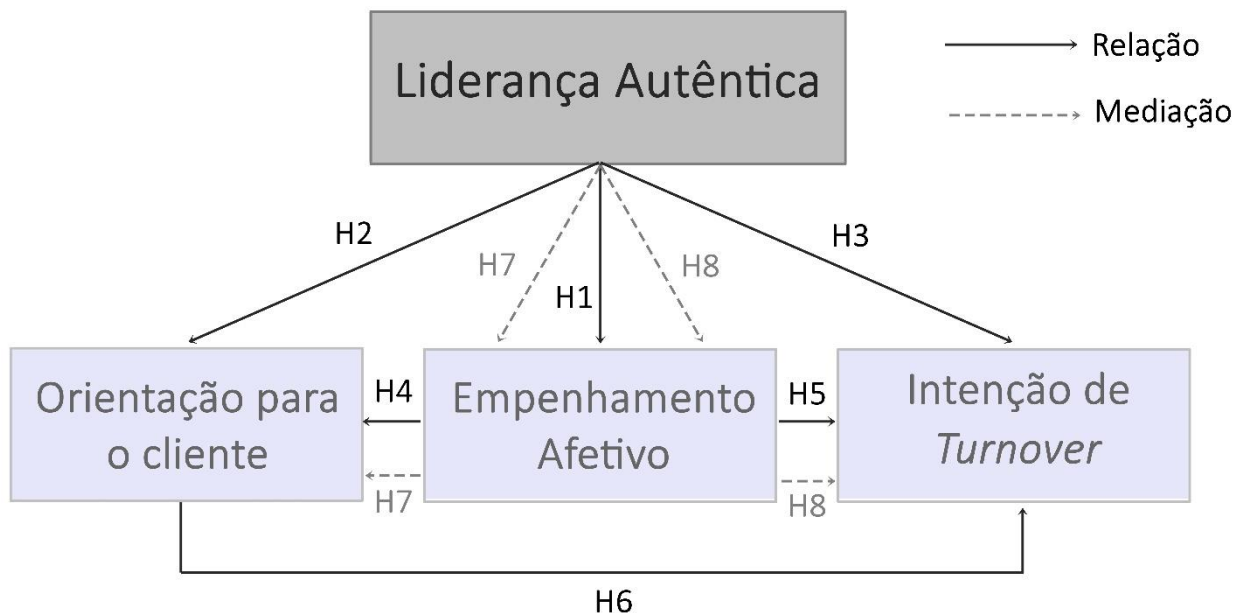 Liderança Autêntica
Relação
Mediação
H2
H7
H1
H8
H3
Orientação para
o cliente
H4
Empenhamento
Afetivo
H5
Intenção de
Turnover
H7
H8
H6